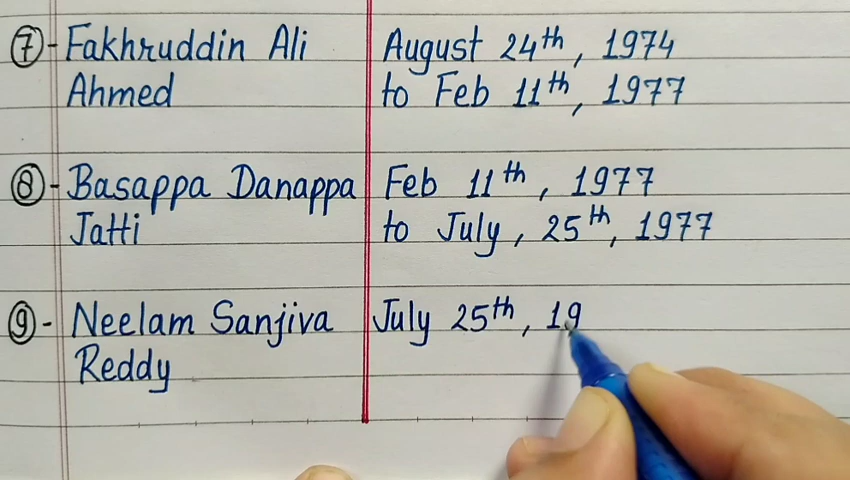 ⑦- Fakhruddin Ali August 24th, 1974
Ahmed to Feb 11th, 1977
⑧- Basappa Danappa Feb 11th, 1977
Jatti to July, 25th, 1977
⑨- Neelam Sanjiva July 25th, 19
Reddy